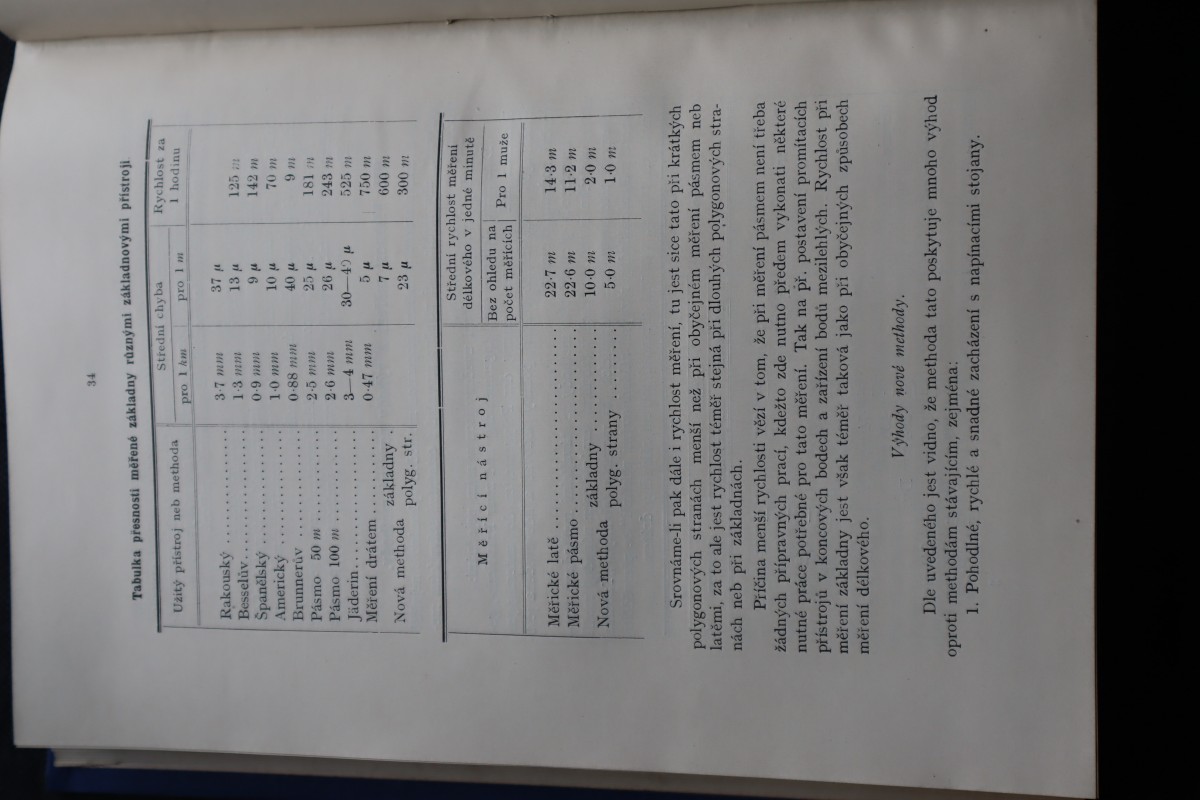 34
Tabulka přesnosti měřené základny různými základnovými přístroji
Užitý přístroj neb methoda | Střední chyba | Rychlost za 1 hodinu
pro 1 km | pro 1 m
Rakouský . . . . . . . . . . . . 3·7 mm 37 µ
Besselův . . . . . . . . . . . . 1·3 mm 13 µ 125 m
Španělský . . . . . . . . . . . 0·9 mm 9 µ 142 m
Americký . . . . . . . . . . . 1·0 mm 10 µ 70 m
Brunnerův . . . . . . . . . . 0·88 mm 40 µ 9 m
Pásmo 50 m . . . . . . . . . 2·5 mm 25 µ 181 m
Pásmo 100 m . . . . . . . . 2·6 mm 26 µ 243 m
Jäderin . . . . . . . . . . . . 3—4 mm 30—40 µ 525 m
Měření drátem . . . . . . . 0·47 mm 5 µ 750 m
Nová methoda základny . 7 µ 600 m
polyg. str. 23 µ 300 m
Měřící nástroj | Střední rychlost měření délkového v jedné minutě
Bez ohledu na počet měřících | Pro 1 muže
Měřické latě . . . . . . . . . . . . . . . . 22·7 m 14·3 m
Měřické pásmo . . . . . . . . . . . . . . 22·6 m 11·2 m
Nová methoda základny . . . . . . . . . 10·0 m 2·0 m
polyg. strany . . . . . . 5·0 m 1·0 m
Srovnáme-li pak dále i rychlost měření, tu jest sice tato při krátkých
polygonových stranách menší než při obyčejném měření pásmem neb
latěmi, za to ale jest rychlost téměř stejná při dlouhých polygonových stra-
nách neb při základnách.
Příčina menší rychlosti vězí v tom, že při měření pásmem není třeba
žádných přípravných prací, kdežto zde nutno předem vykonati některé
nutné práce potřebné pro tato měření. Tak na př. postavení promítacích
přístrojů v koncových bodech a zařízení bodů mezilehlých. Rychlost při
měření základny jest však téměř taková jako při obyčejných způsobech
měření délkového.
Výhody nové methody.
Dle uvedeného jest vidno, že methoda tato poskytuje mnoho výhod
oproti methodám stávajícím, zejména:
1. Pohodlné, rychlé a snadné zacházení s napínacími stojany.